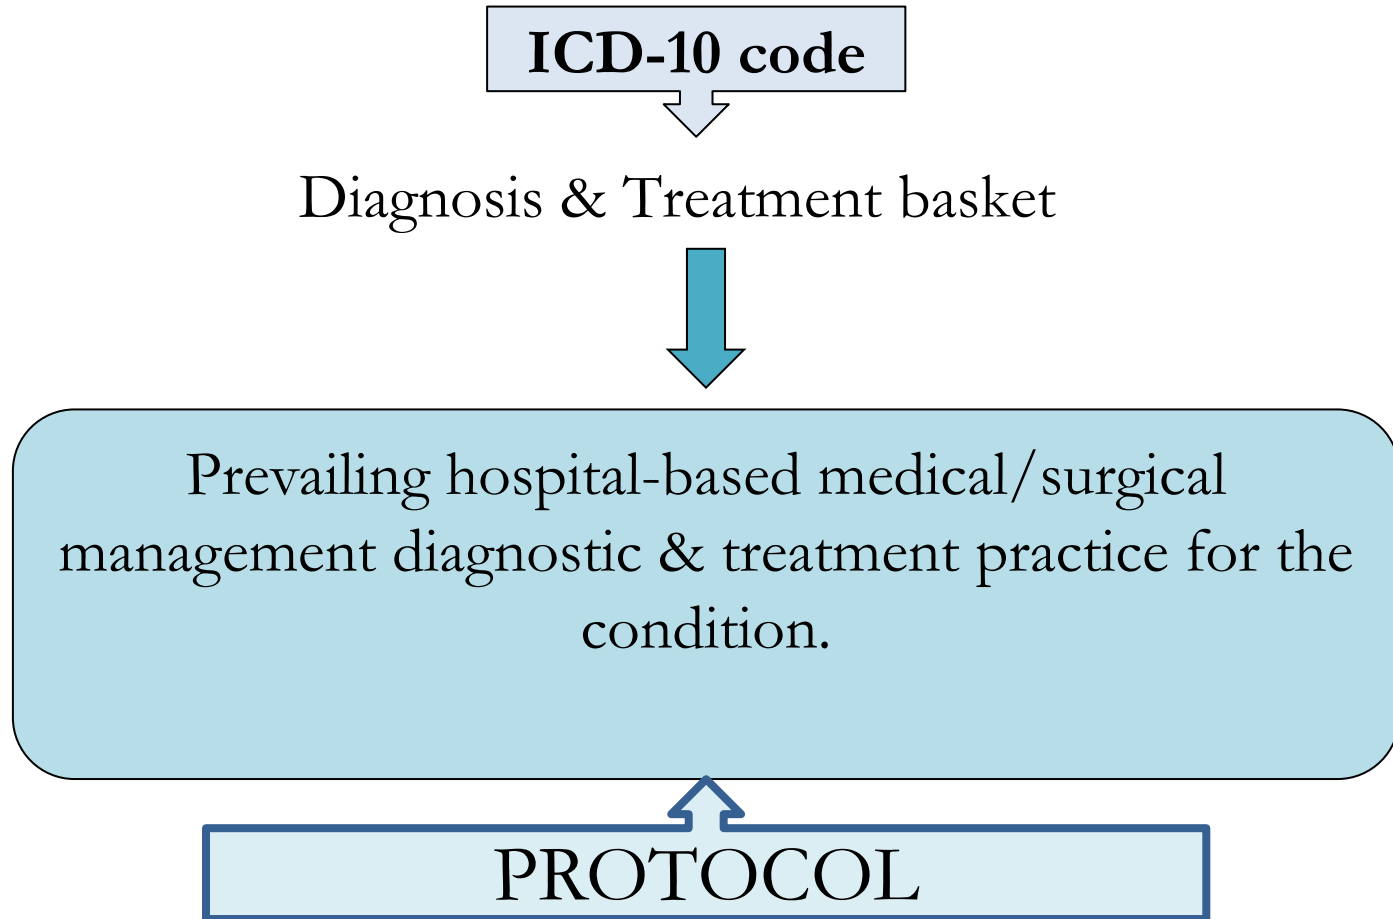 ICD-10 code
Diagnosis & Treatment basket
Prevailing hospital-based medical/surgical
management diagnostic & treatment practice for the
condition.
PROTOCOL